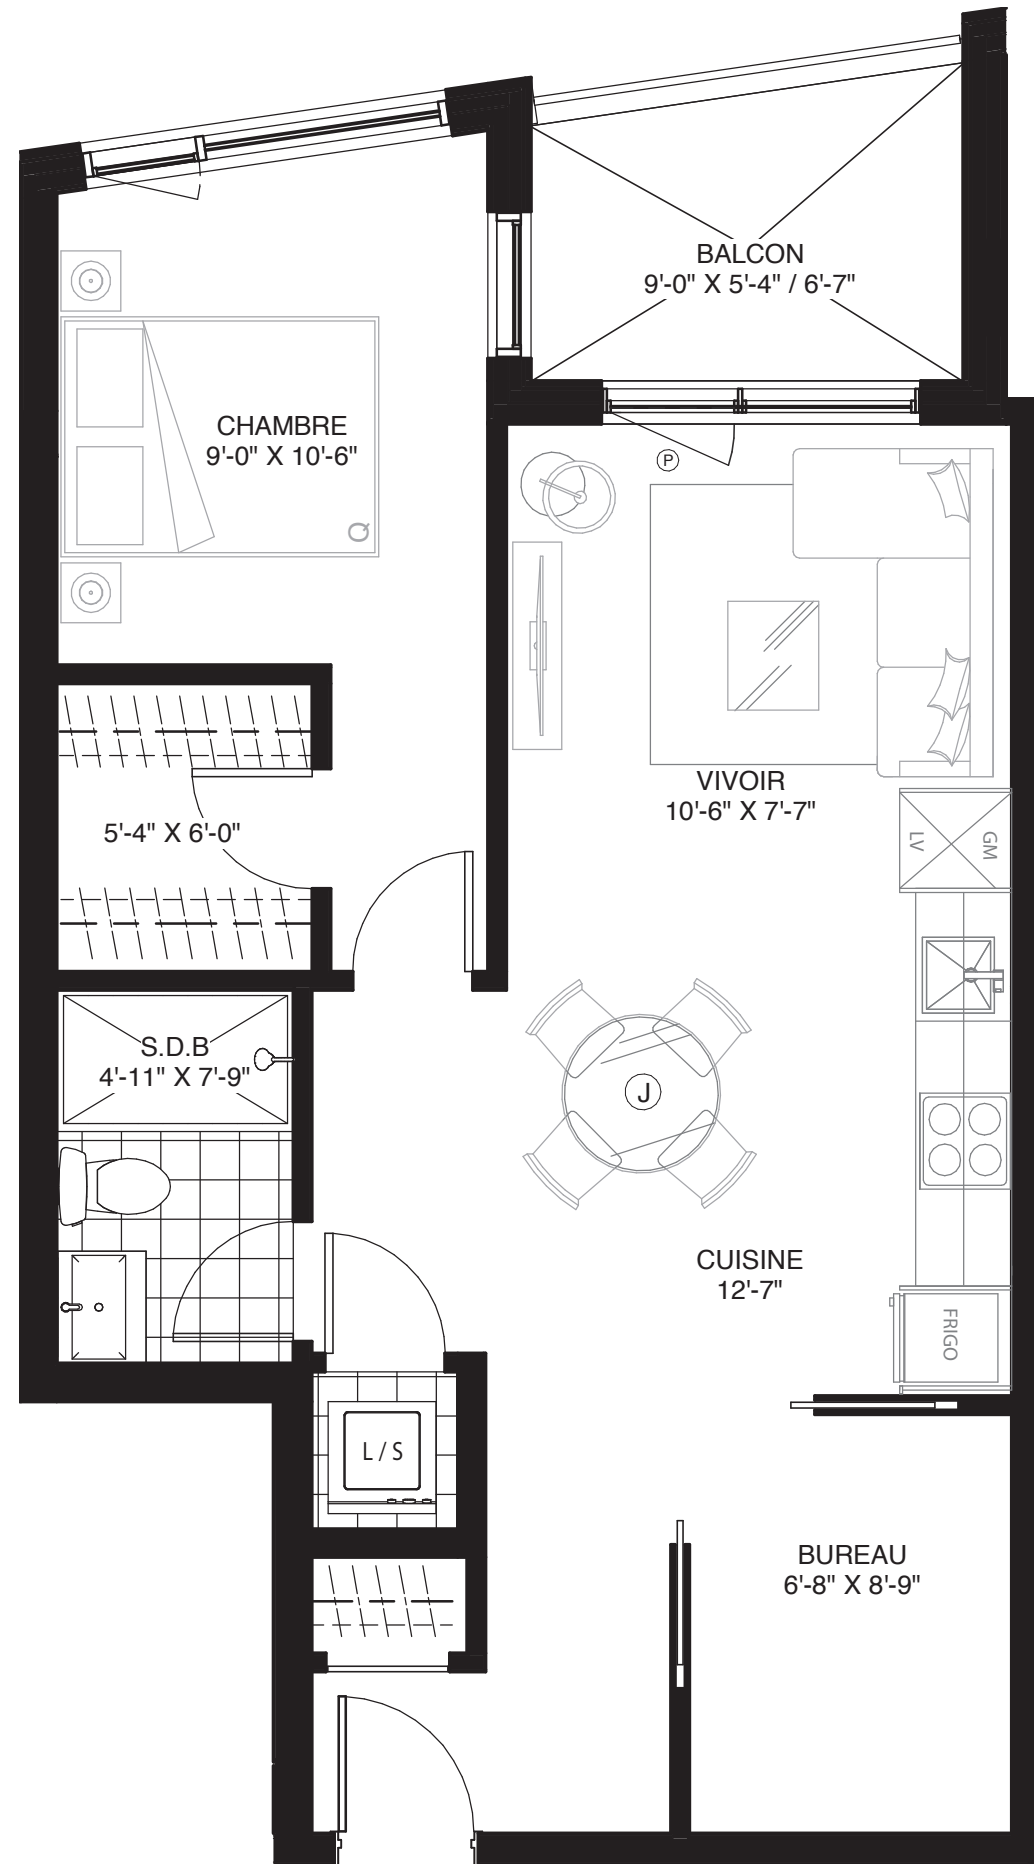 BALCON
9'-0" X 5'-4" / 6'-7"
CHAMBRE
9'-0" X 10'-6"
Q
P
VIVOIR
10'-6" X 7'-7"
5'-4" X 6'-0"
LV
GM
S.D.B
4'-11" X 7'-9"
J
CUISINE
12'-7"
FRIGO
L / S
BUREAU
6'-8" X 8'-9"